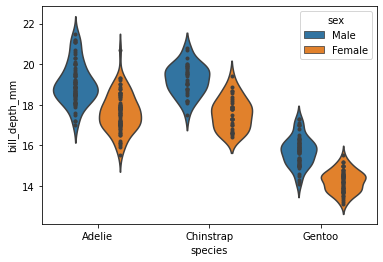 sex
Male
Female
22
20
18
16
14
bill_depth_mm
Adelie
Chinstrap
Gentoo
species